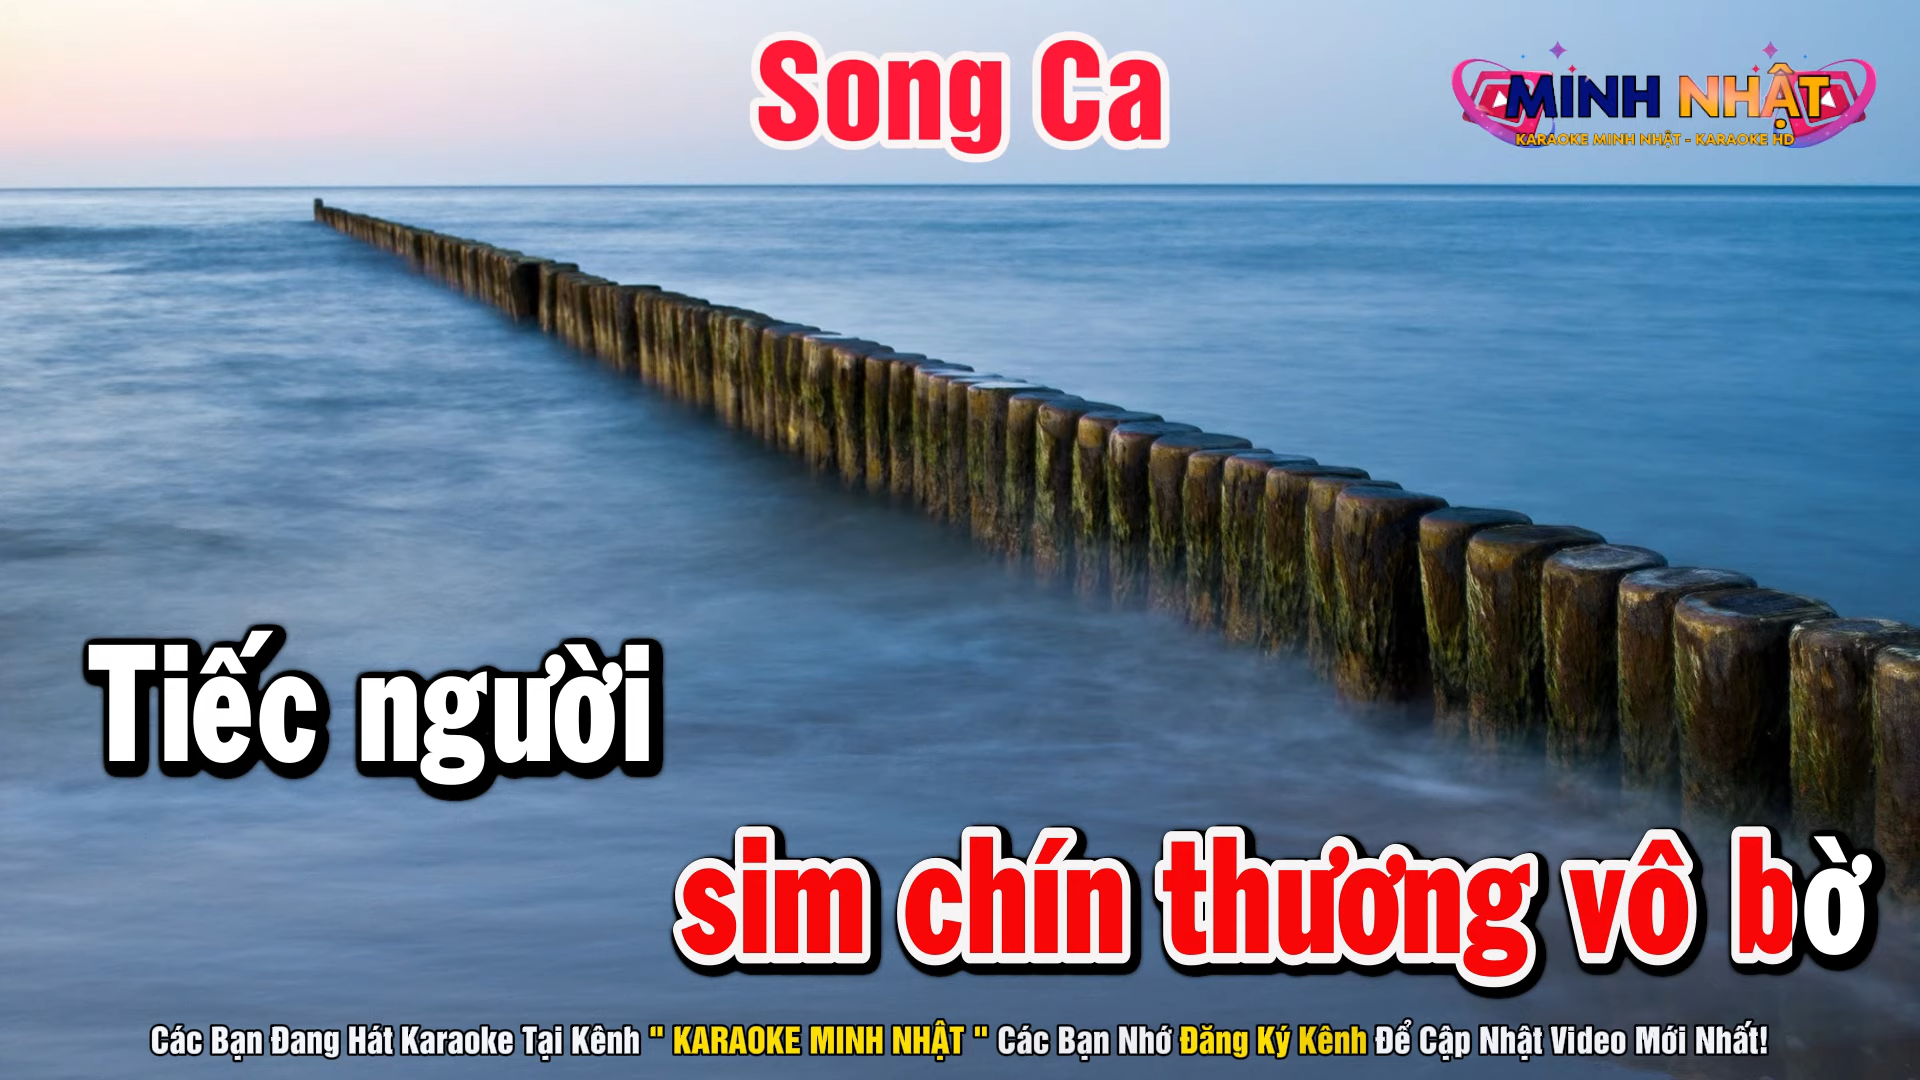 Song Ca
MINH NHẬT
KARAOKE MINH NHẬT - KARAOKE HD
Tiếc người
sim chín thương vô bờ
Các Bạn Đang Hát Karaoke Tại Kênh " KARAOKE MINH NHẬT " Các Bạn Nhớ Đăng Ký Kênh Để Cập Nhật Video Mới Nhất!